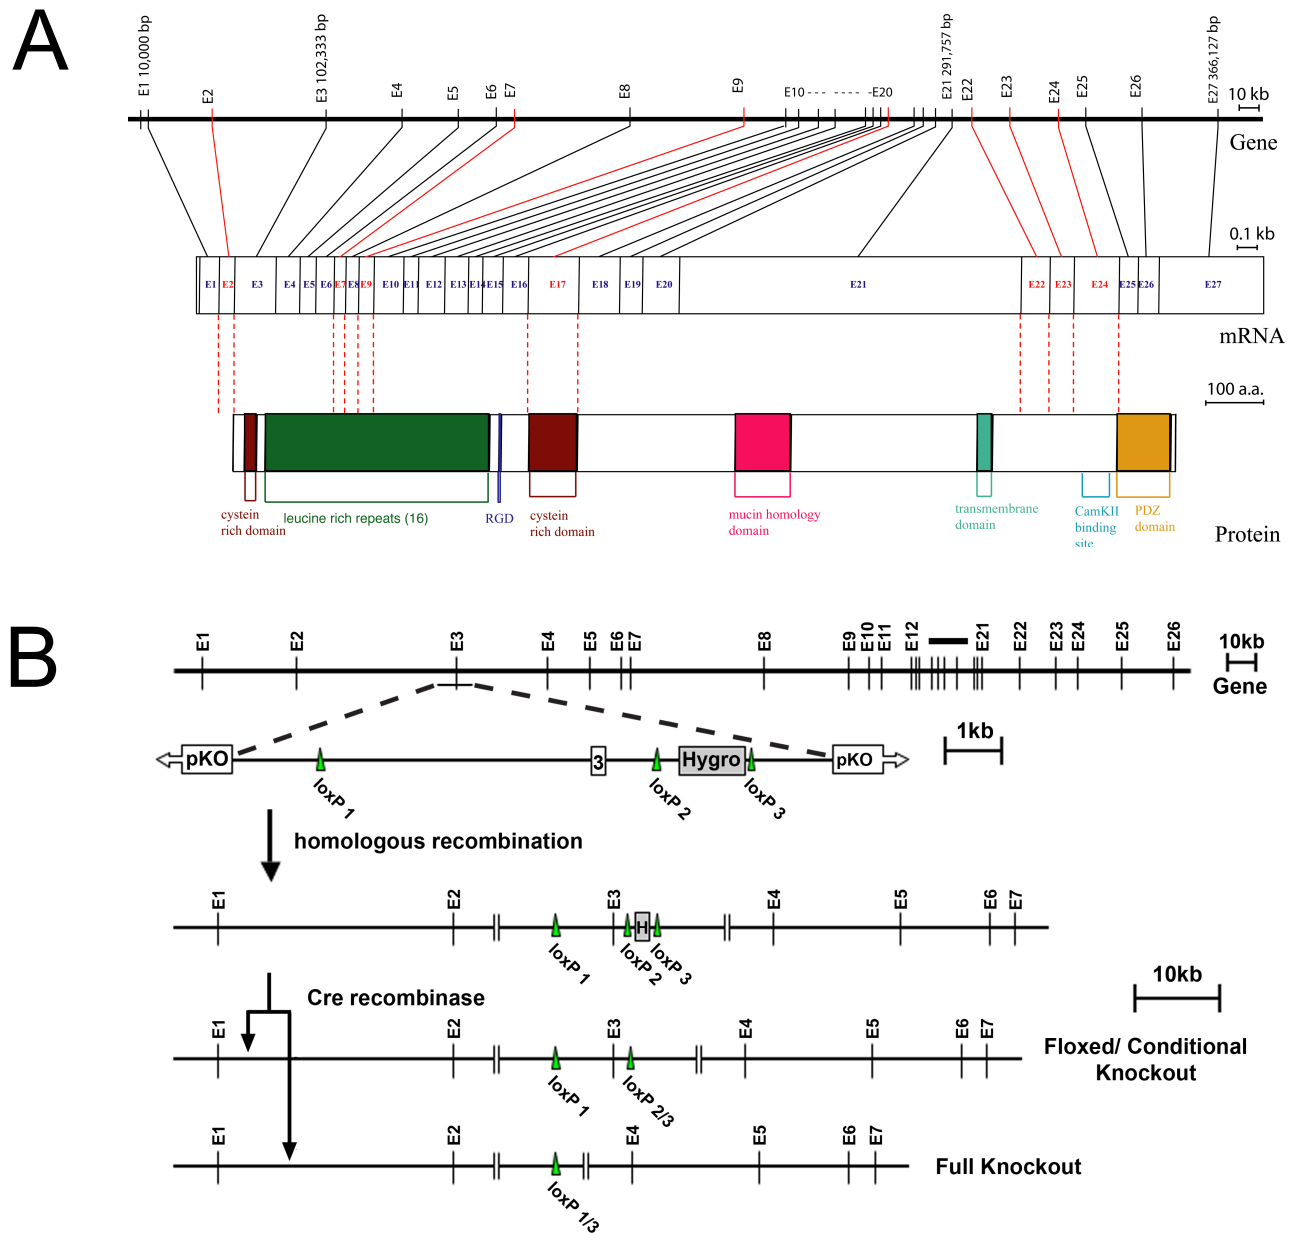 A
E1 10,000 bp
E2
E3 102,333 bp
E4
E5
E6
E7
E8
E9
E10 ---- ----- -E20
E21 291,757 bp
E22
E23
E24
E25
E26
E27 366,127 bp
10 kb
Gene
0.1 kb
E1 E2 E3 E4 E5 E6 E7 E8 E9 E10 E11 E12 E13 E14 E15 E16 E17 E18 E19 E20 E21 E22 E23 E24 E25 E26 E27
mRNA
100 a.a.
cystein
rich domain
leucine rich repeats (16)
RGD
cystein
rich domain
mucin homology
domain
transmembrane
domain
CamKII
binding
site
PDZ
domain
Protein
B
E1 E2 E3 E4 E5 E6 E7 E8 E9 E10 E11 E12 E21 E22 E23 E24 E25 E26
10kb
Gene
1kb
pKO 3 Hygro pKO
loxP 1 loxP 2 loxP 3
homologous recombination
E1 E2 E3 E4 E5 E6 E7
H
loxP 1 loxP 2 loxP 3
Cre recombinase
10kb
E1 E2 E3 E4 E5 E6 E7
Floxed/ Conditional
Knockout
loxP 1 loxP 2/3
E1 E2 E4 E5 E6 E7
Full Knockout
loxP 1/3